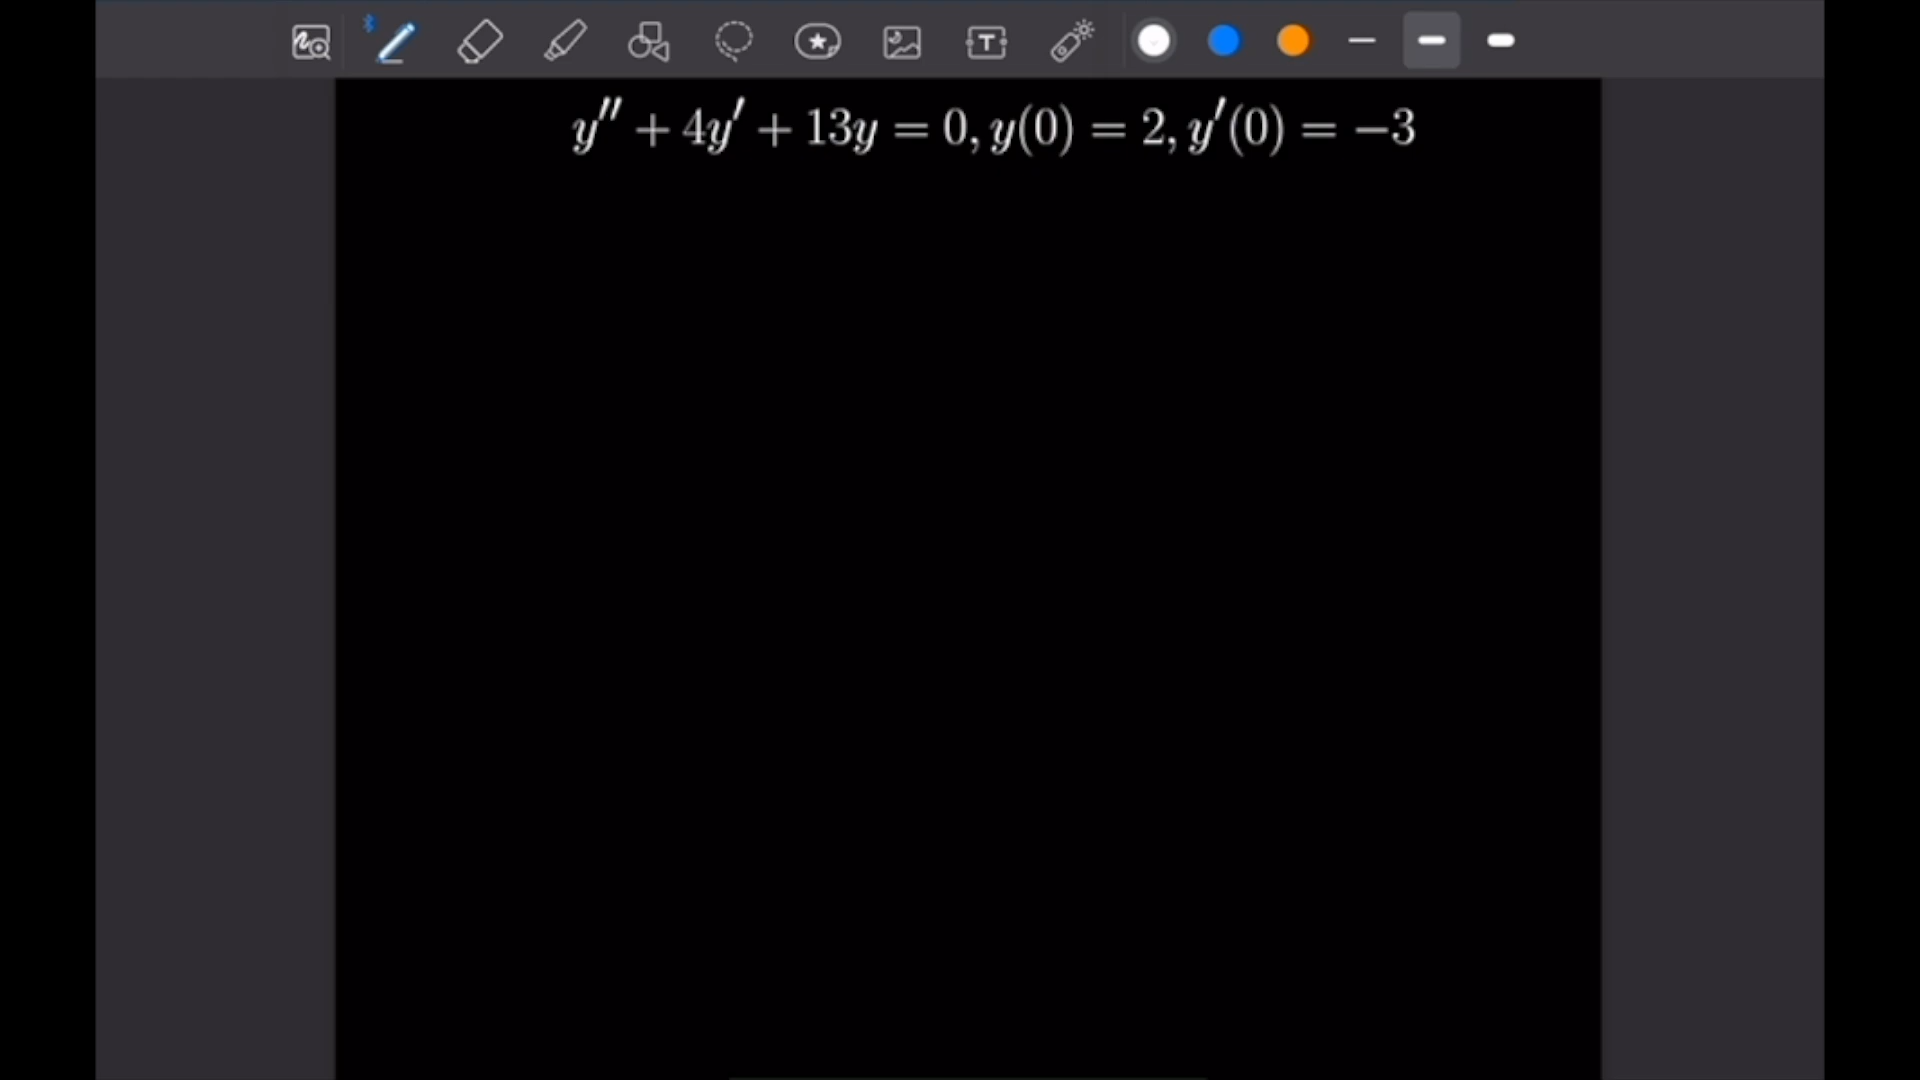 T
y″ + 4y′ + 13y = 0, y(0) = 2, y′(0) = −3